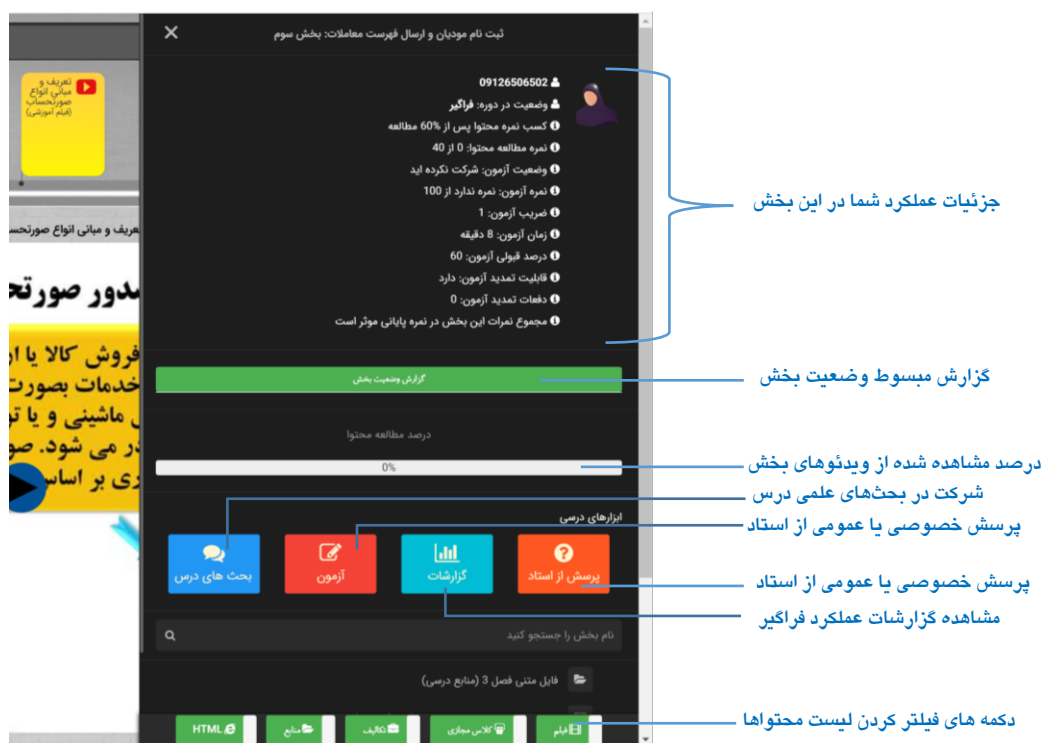 ثبت نام مودیان و ارسال فهرست معاملات: بخش سوم
09126506502
وضعیت در دوره: فراگیر
کسب نمره محتوا پس از 60% مطالعه
نمره مطالعه محتوا: 0 از 40
وضعیت آزمون: شرکت نکرده اید
نمره آزمون: نمره ندارد از 100
ضریب آزمون: 1
زمان آزمون: 8 دقیقه
درصد قبولی آزمون: 60
قابلیت تمدید آزمون: دارد
دفعات تمدید آزمون: 0
مجموع نمرات این بخش در نمره پایانی موثر است
جزئیات عملکرد شما در این بخش
گزارش وضعیت بخش
گزارش مبسوط وضعیت بخش
درصد مطالعه محتوا
0%
درصد مشاهده شده از ویدئوهای بخش
شرکت در بحث‌های علمی درس
پرسش خصوصی یا عمومی از استاد
ابزارهای درسی
پرسش از استاد
گزارشات
آزمون
بحث های درس
پرسش خصوصی یا عمومی از استاد
مشاهده گزارشات عملکرد فراگیر
نام بخش را جستجو کنید
فایل متنی فصل 3 (منابع درسی)
فیلم
کلاس مجازی
تکالیف
منابع
HTML
دکمه های فیلتر کردن لیست محتواها
تعریف و
مبانی انواع
صورتحساب
(فیلم آموزشی)
عریف و مبانی انواع صورتحس
دور صورتح
فروش کالا یا ار
خدمات بصورت
ماشینی و یا تو
در می شود. صو
ری بر اساس